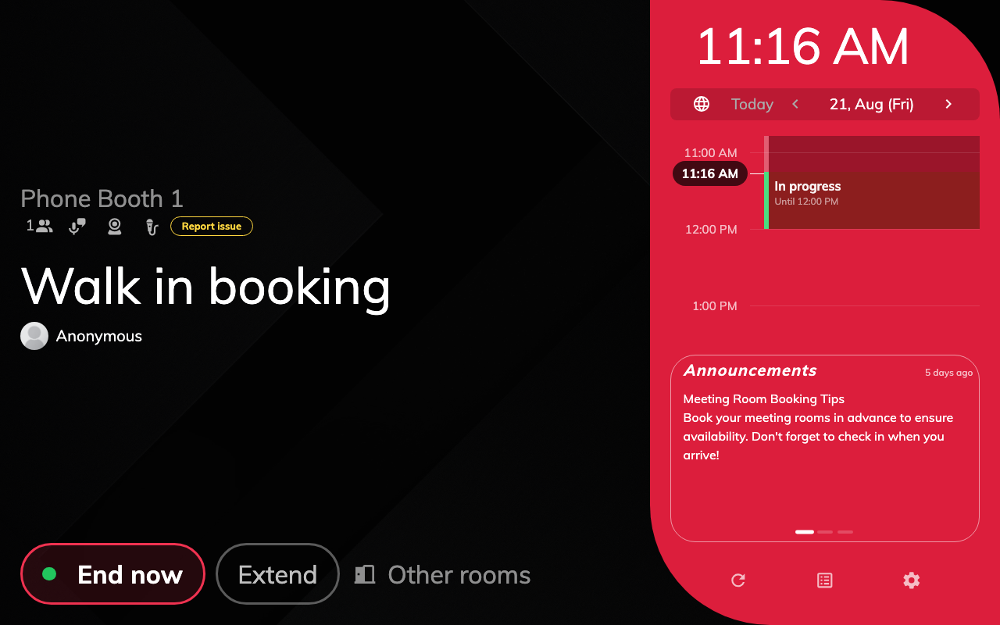 Phone Booth 1
1
Report issue
Walk in booking
Anonymous
End now
Extend
Other rooms
11:16 AM
Today
21, Aug (Fri)
11:00 AM
11:16 AM
In progress
Until 12:00 PM
12:00 PM
1:00 PM
Announcements
5 days ago
Meeting Room Booking Tips
Book your meeting rooms in advance to ensure
availability. Don't forget to check in when you
arrive!